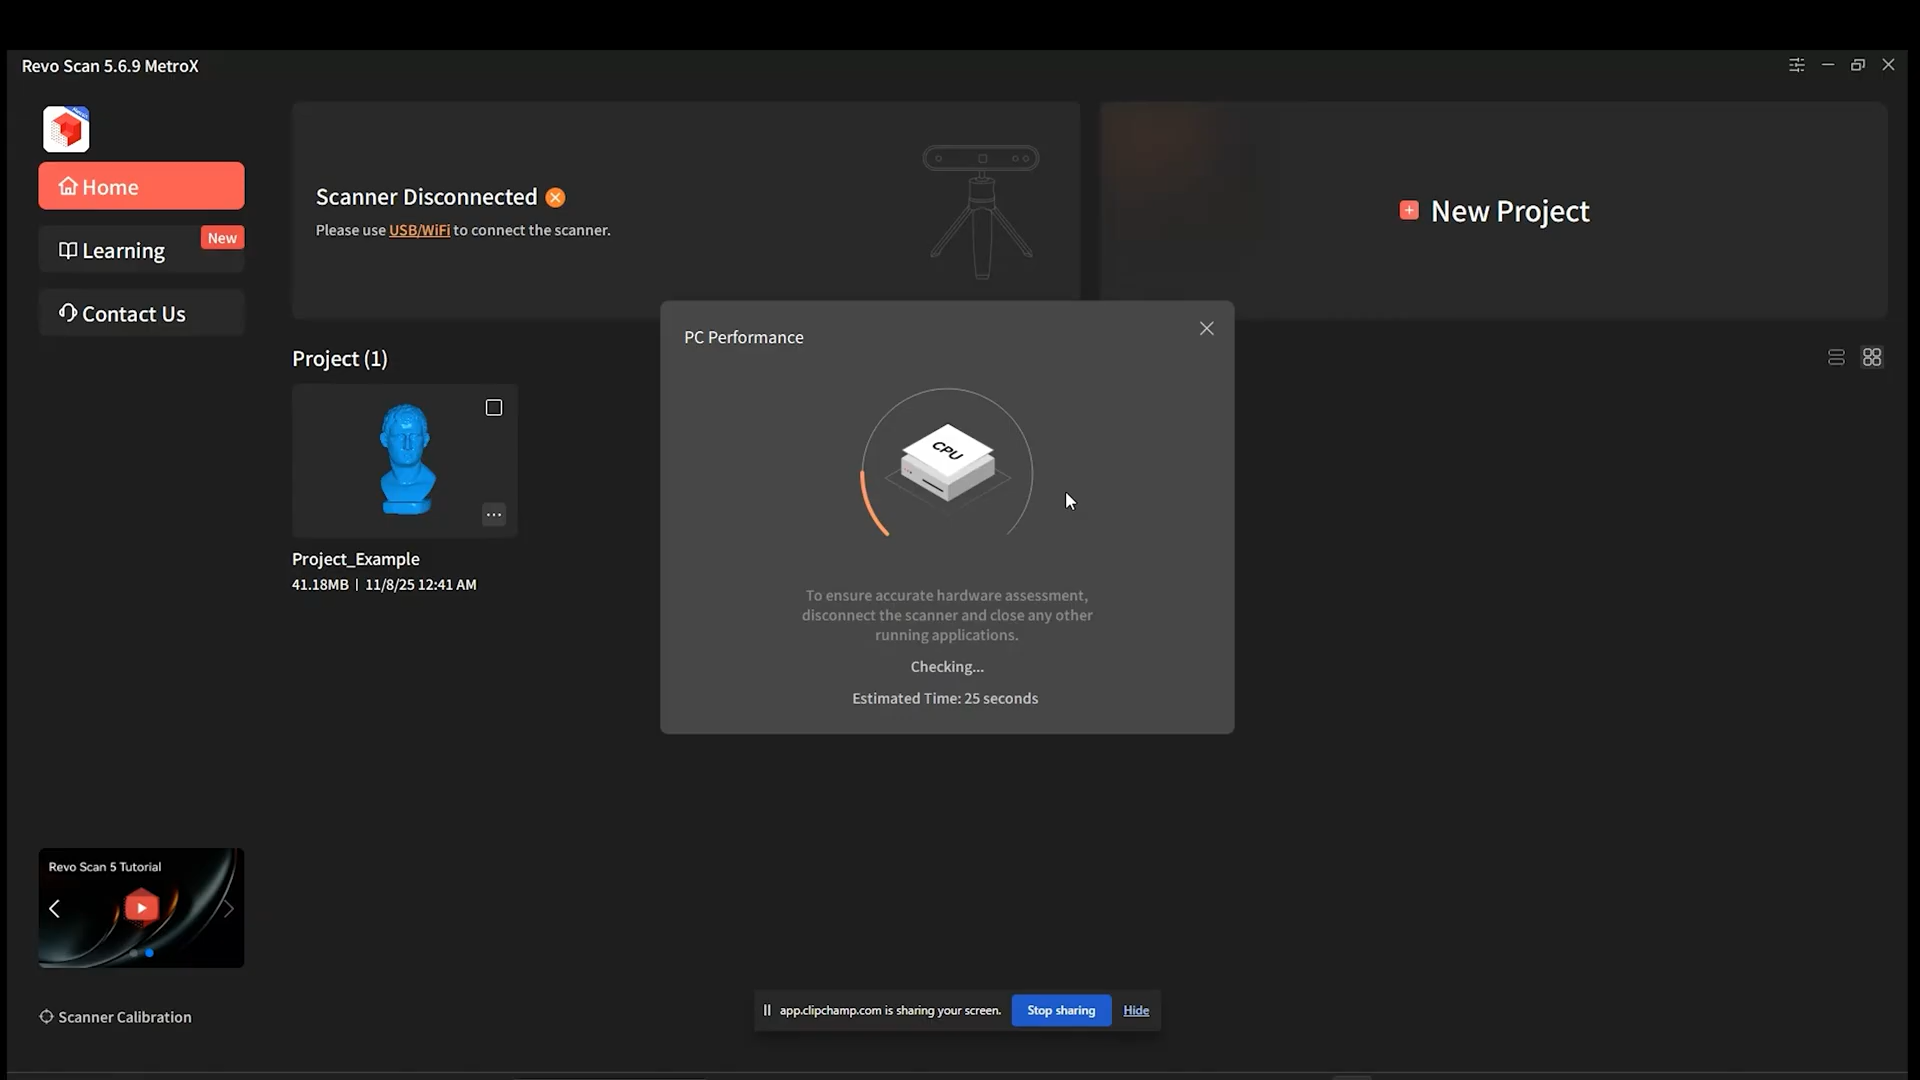 Revo Scan 5.6.9 MetroX
Home
Learning
New
Contact Us
Scanner Disconnected
Please use USB/WiFi to connect the scanner.
New Project
Project (1)
Project_Example
41.18MB | 11/8/25 12:41 AM
PC Performance
CPU
To ensure accurate hardware assessment,
disconnect the scanner and close any other
running applications.
Checking...
Estimated Time: 25 seconds
Revo Scan 5 Tutorial
Scanner Calibration
app.clipchamp.com is sharing your screen.
Stop sharing
Hide